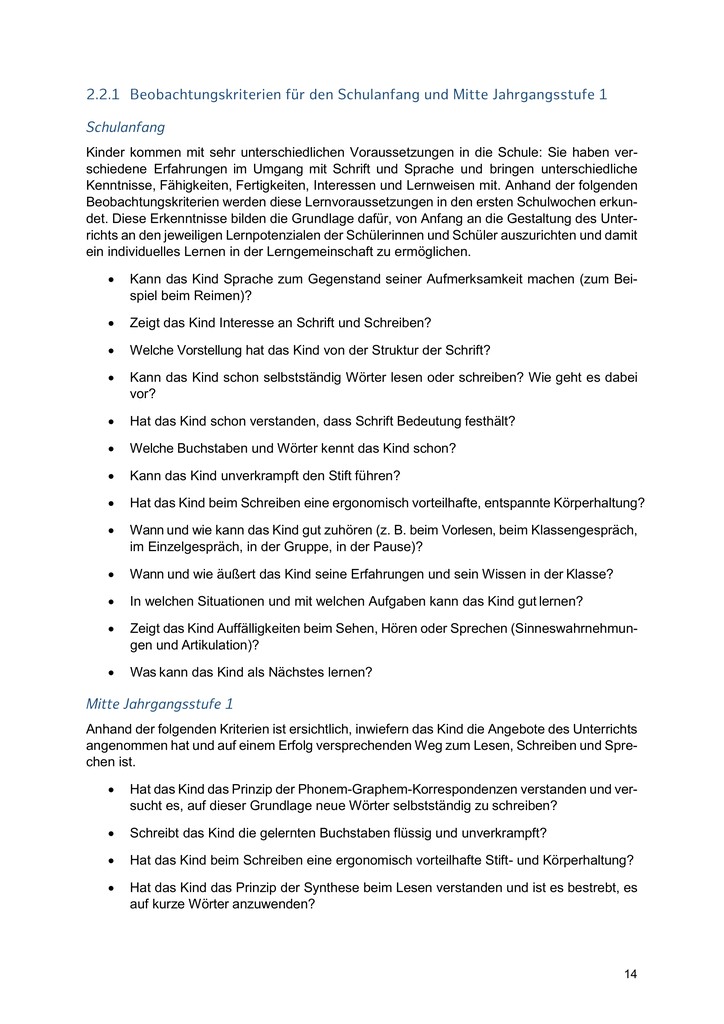 2.2.1 Beobachtungskriterien für den Schulanfang und Mitte Jahrgangsstufe 1
Schulanfang
Kinder kommen mit sehr unterschiedlichen Voraussetzungen in die Schule: Sie haben ver-
schiedene Erfahrungen im Umgang mit Schrift und Sprache und bringen unterschiedliche
Kenntnisse, Fähigkeiten, Fertigkeiten, Interessen und Lernweisen mit. Anhand der folgenden
Beobachtungskriterien werden diese Lernvoraussetzungen in den ersten Schulwochen erkun-
det. Diese Erkenntnisse bilden die Grundlage dafür, von Anfang an die Gestaltung des Unter-
richts an den jeweiligen Lernpotenzialen der Schülerinnen und Schüler auszurichten und damit
ein individuelles Lernen in der Lerngemeinschaft zu ermöglichen.
• Kann das Kind Sprache zum Gegenstand seiner Aufmerksamkeit machen (zum Bei-
spiel beim Reimen)?
• Zeigt das Kind Interesse an Schrift und Schreiben?
• Welche Vorstellung hat das Kind von der Struktur der Schrift?
• Kann das Kind schon selbstständig Wörter lesen oder schreiben? Wie geht es dabei
vor?
• Hat das Kind schon verstanden, dass Schrift Bedeutung festhält?
• Welche Buchstaben und Wörter kennt das Kind schon?
• Kann das Kind unverkrampft den Stift führen?
• Hat das Kind beim Schreiben eine ergonomisch vorteilhafte, entspannte Körperhaltung?
• Wann und wie kann das Kind gut zuhören (z. B. beim Vorlesen, beim Klassengespräch,
im Einzelgespräch, in der Gruppe, in der Pause)?
• Wann und wie äußert das Kind seine Erfahrungen und sein Wissen in der Klasse?
• In welchen Situationen und mit welchen Aufgaben kann das Kind gut lernen?
• Zeigt das Kind Auffälligkeiten beim Sehen, Hören oder Sprechen (Sinneswahrnehmun-
gen und Artikulation)?
• Was kann das Kind als Nächstes lernen?
Mitte Jahrgangsstufe 1
Anhand der folgenden Kriterien ist ersichtlich, inwiefern das Kind die Angebote des Unterrichts
angenommen hat und auf einem Erfolg versprechenden Weg zum Lesen, Schreiben und Spre-
chen ist.
• Hat das Kind das Prinzip der Phonem-Graphem-Korrespondenzen verstanden und ver-
sucht es, auf dieser Grundlage neue Wörter selbstständig zu schreiben?
• Schreibt das Kind die gelernten Buchstaben flüssig und unverkrampft?
• Hat das Kind beim Schreiben eine ergonomisch vorteilhafte Stift- und Körperhaltung?
• Hat das Kind das Prinzip der Synthese beim Lesen verstanden und ist es bestrebt, es
auf kurze Wörter anzuwenden?
14